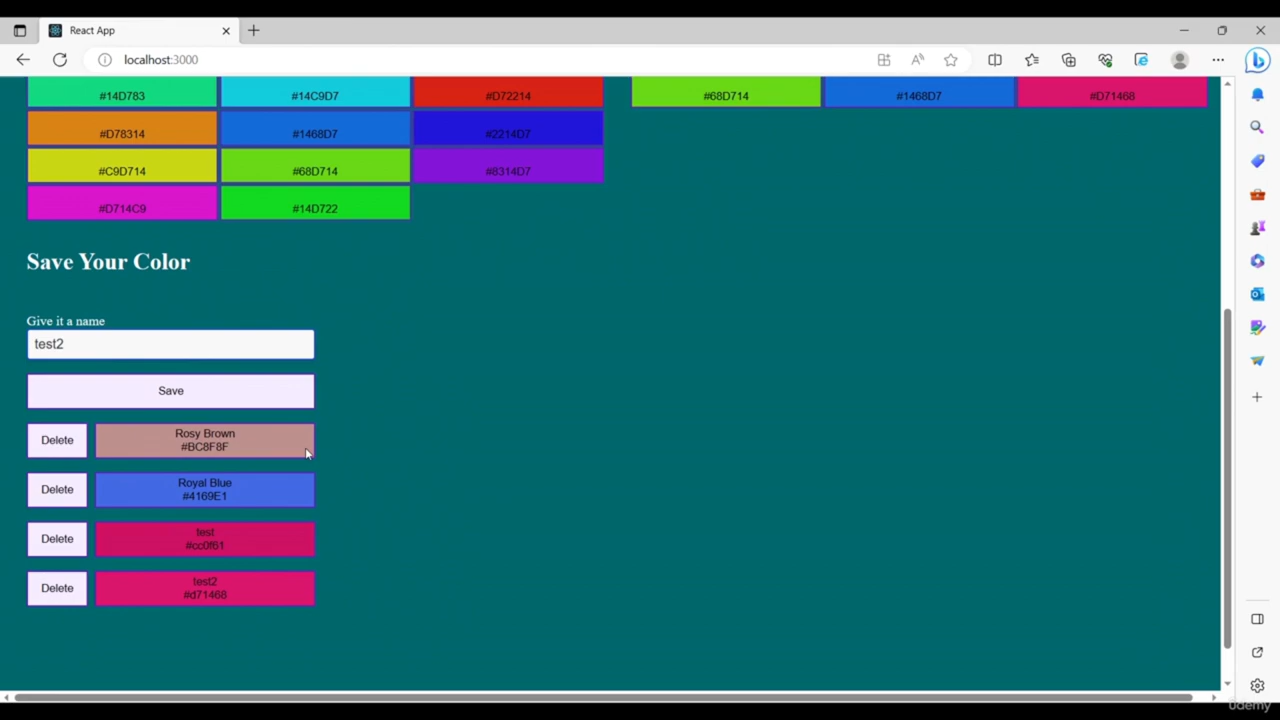 React App
localhost:3000
#14D783 #14C9D7 #D72214 #68D714 #1468D7 #D71468
#D78314 #1468D7 #2214D7
#C9D714 #68D714 #8314D7
#D714C9 #14D722
Save Your Color
Give it a name
test2
Save
Delete Rosy Brown
#BC8F8F
Delete Royal Blue
#4169E1
Delete test
#cc0f61
Delete test2
#d71468
ûdemy